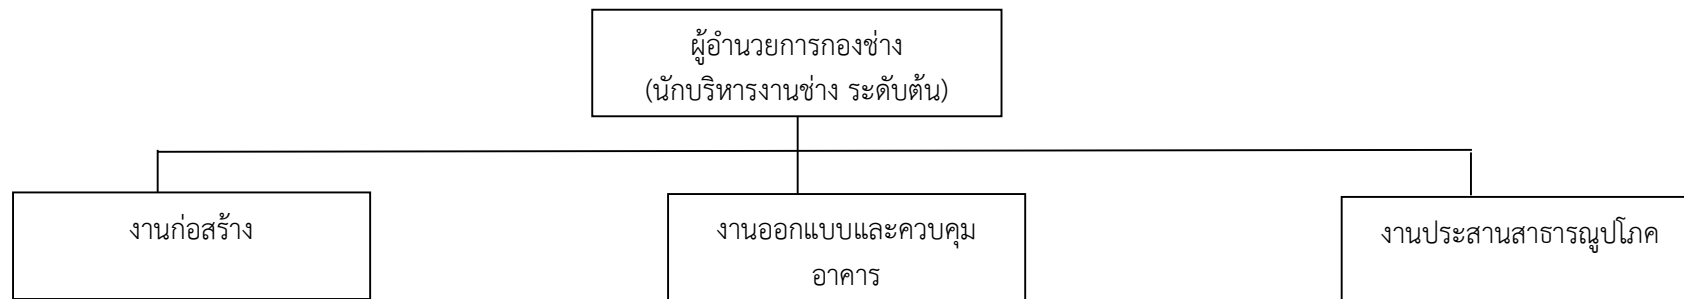 ผู้อำนวยการกองช่าง
(นักบริหารงานช่าง ระดับต้น)
งานก่อสร้าง
งานออกแบบและควบคุม
อาคาร
งานประสานสาธารณูปโภค